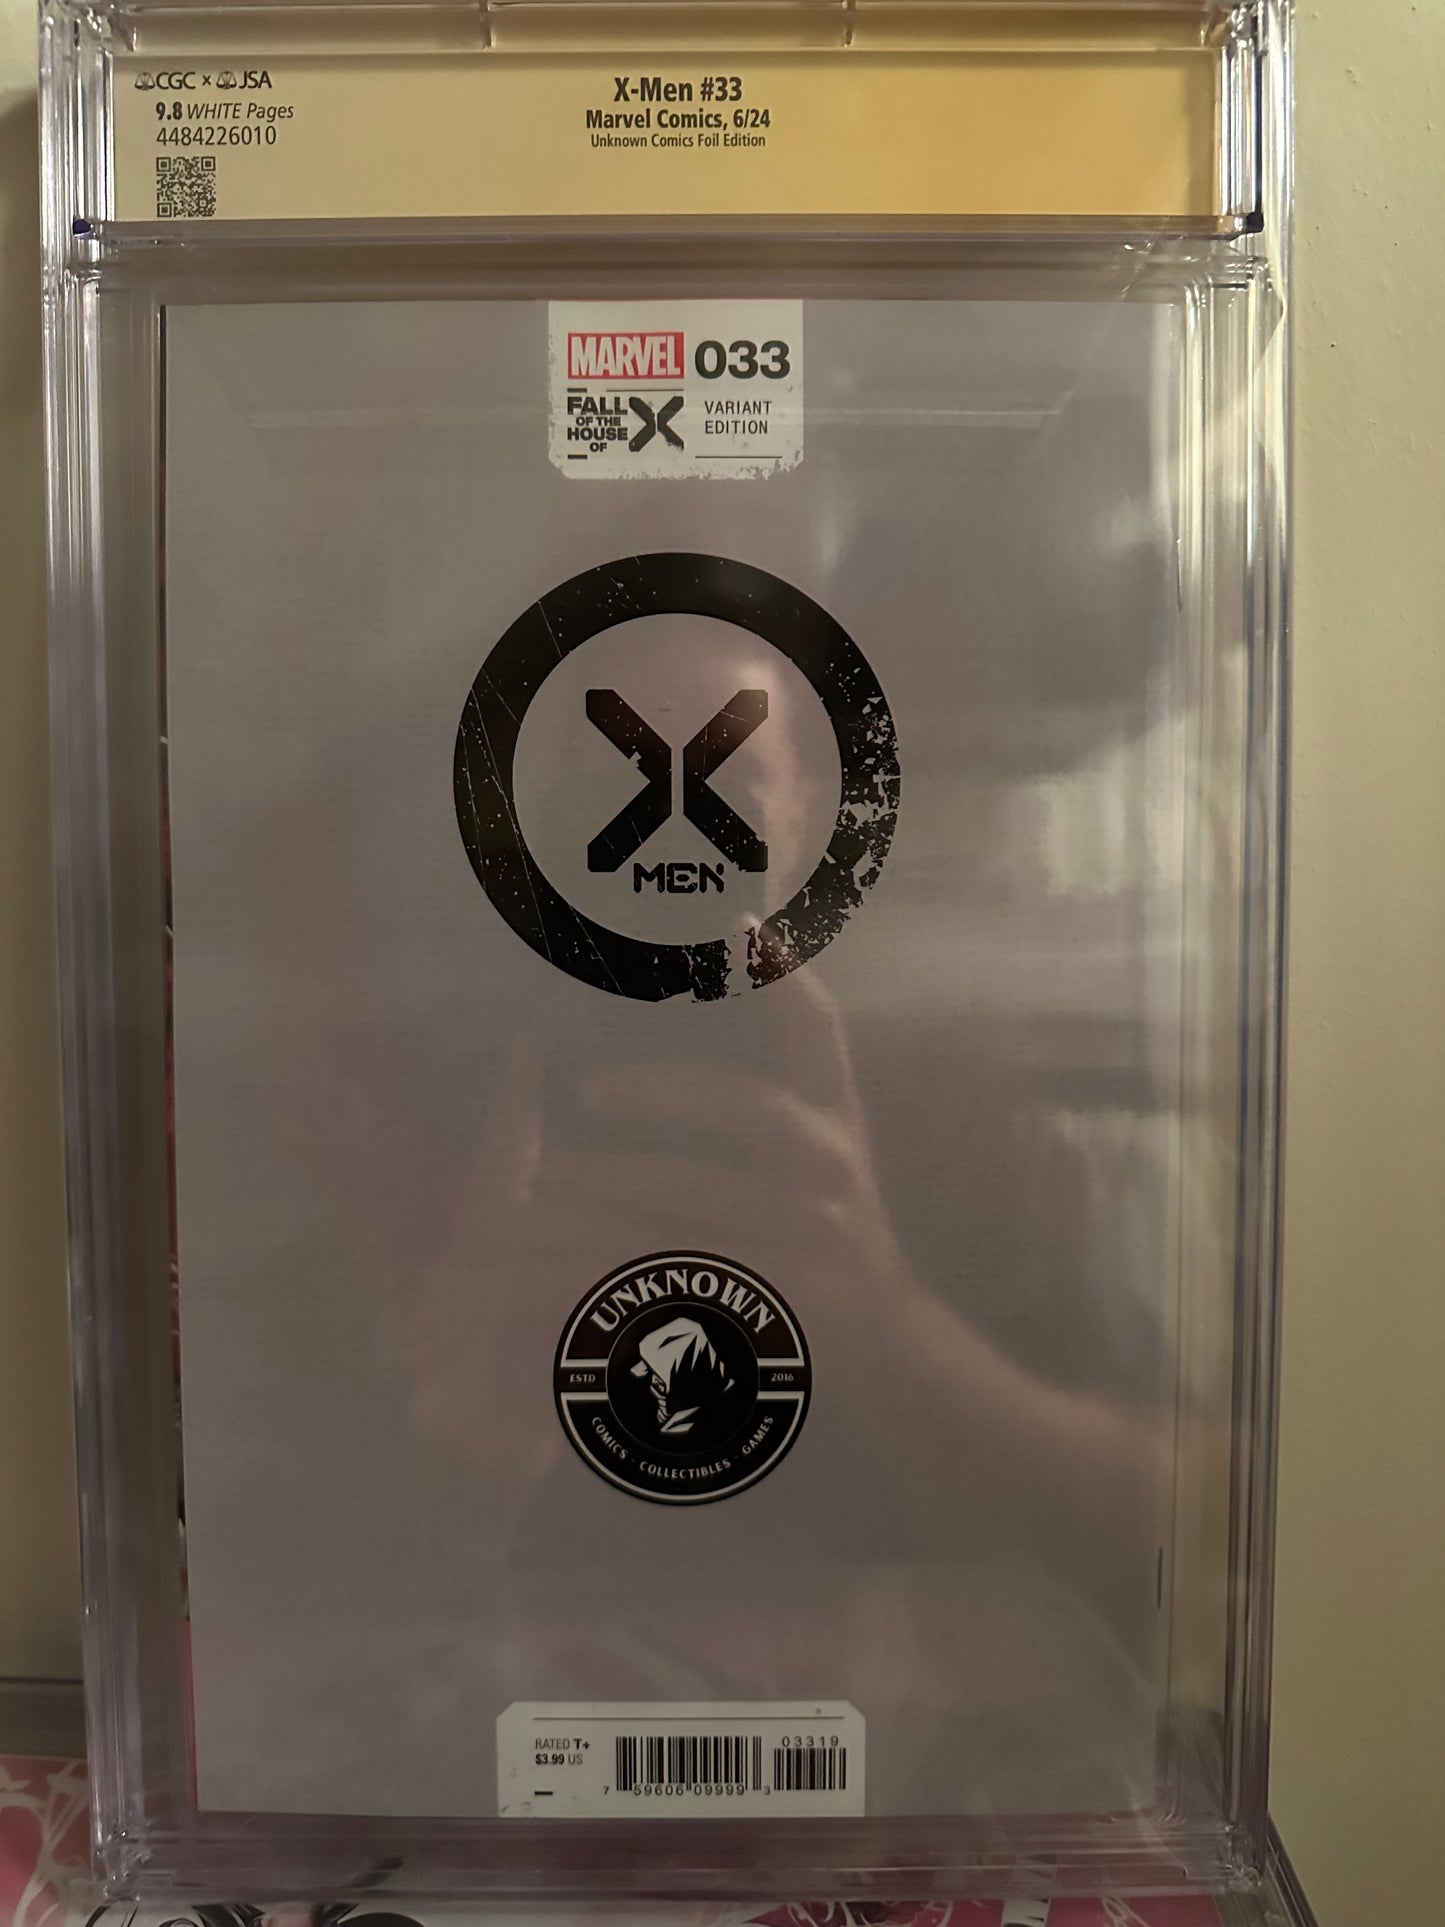 CGC x JSA
9.8 WHITE Pages
4484226010
X-Men #33
Marvel Comics, 6/24
Unknown Comics Foil Edition
MARVEL 033
FALL OF THE HOUSE OF X
VARIANT
EDITION
X
MEN
UNKNOWN
ESTD 2016
COMICS · COLLECTIBLES · GAMES
RATED T+
$3.99 US
03319
7 59606 09999 3